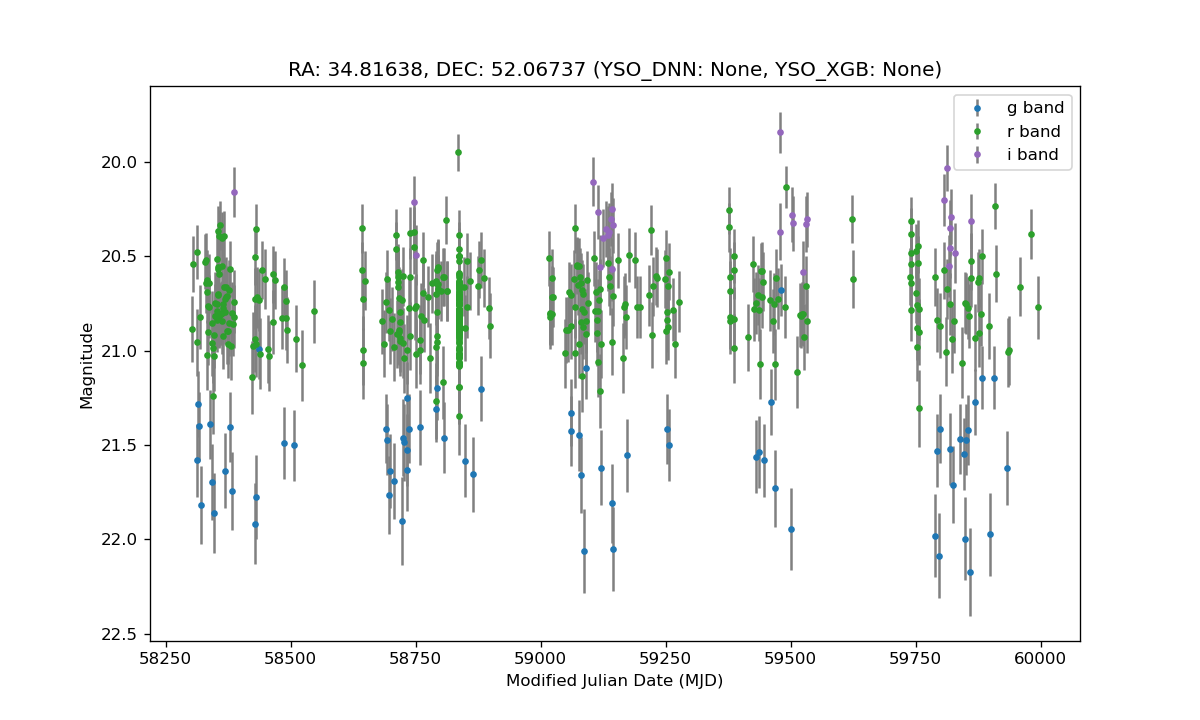 RA: 34.81638, DEC: 52.06737 (YSO_DNN: None, YSO_XGB: None)
g band
r band
i band
20.0
20.5
21.0
21.5
22.0
22.5
Magnitude
58250
58500
58750
59000
59250
59500
59750
60000
Modified Julian Date (MJD)